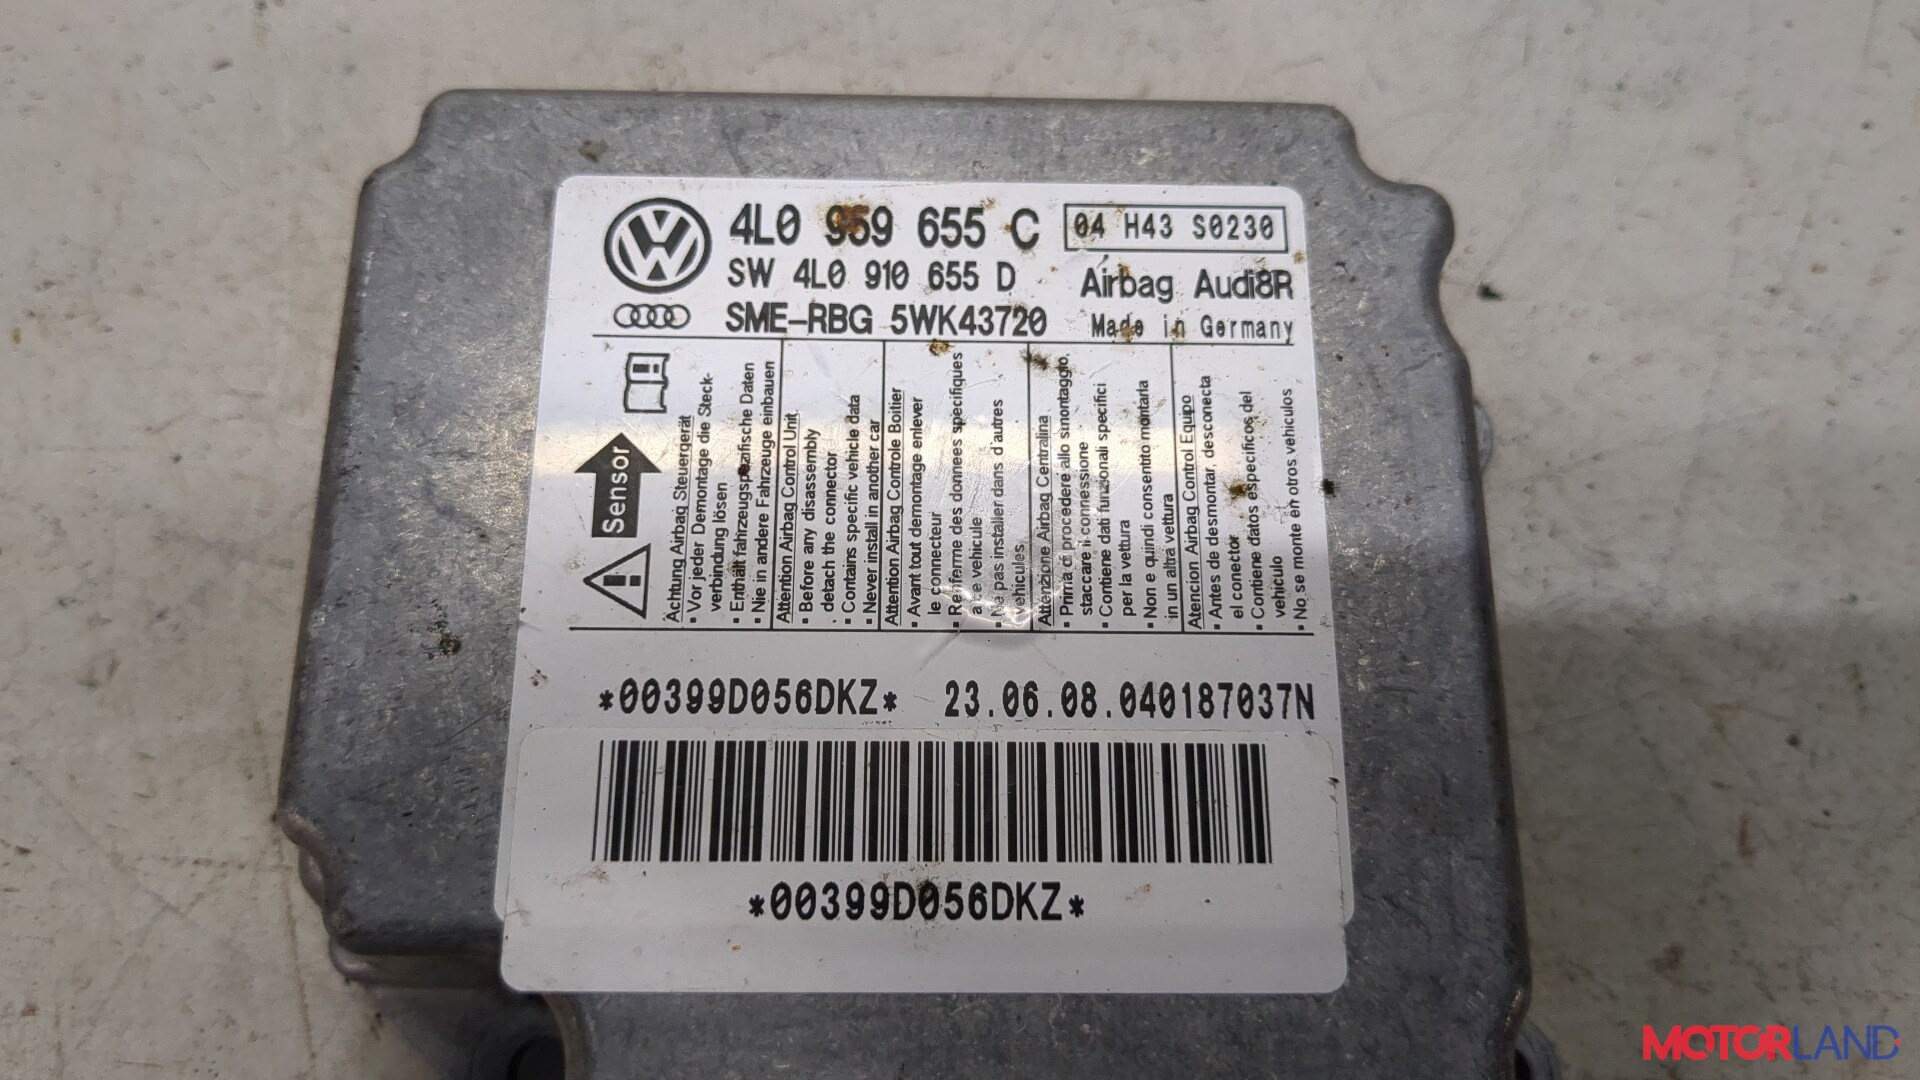 4L0 959 655 C
04 H43 S0230
SW 4L0 910 655 D
Airbag Audi8R
SME-RBG 5WK43720
Made in Germany
Sensor
Achtung Airbag Steuergerät
▪ Vor jeder Demontage die Steck-
verbindung lösen
▪ Enthält fahrzeugspezifische Daten
▪ Nie in andere Fahrzeuge einbauen
Attention Airbag Control Unit
▪ Before any disassembly
detach the connector
▪ Contains specific vehicle data
▪ Never install in another car
Attention Airbag Controle Boitier
▪ Avant tout demontage enlever
le connecteur
▪ Renferme des donnees specifiques
a ce vehicule
▪ Ne pas installer dans d'autres
vehicules
Attenzione Airbag Centralina
▪ Prima di procedere allo smontaggio,
staccare il connessione
▪ Contiene dati funzionali specifici
per la vettura
▪ Non e quindi consentito montarla
in un altra vettura
Atencion Airbag Control Equipo
▪ Antes de desmontar, desconecta
el conector
▪ Contiene datos especificos del
vehiculo
▪ No se monte en otros vehiculos
*00399D056DKZ* 23.06.08.040187037N
*00399D056DKZ*
MOTORLAND